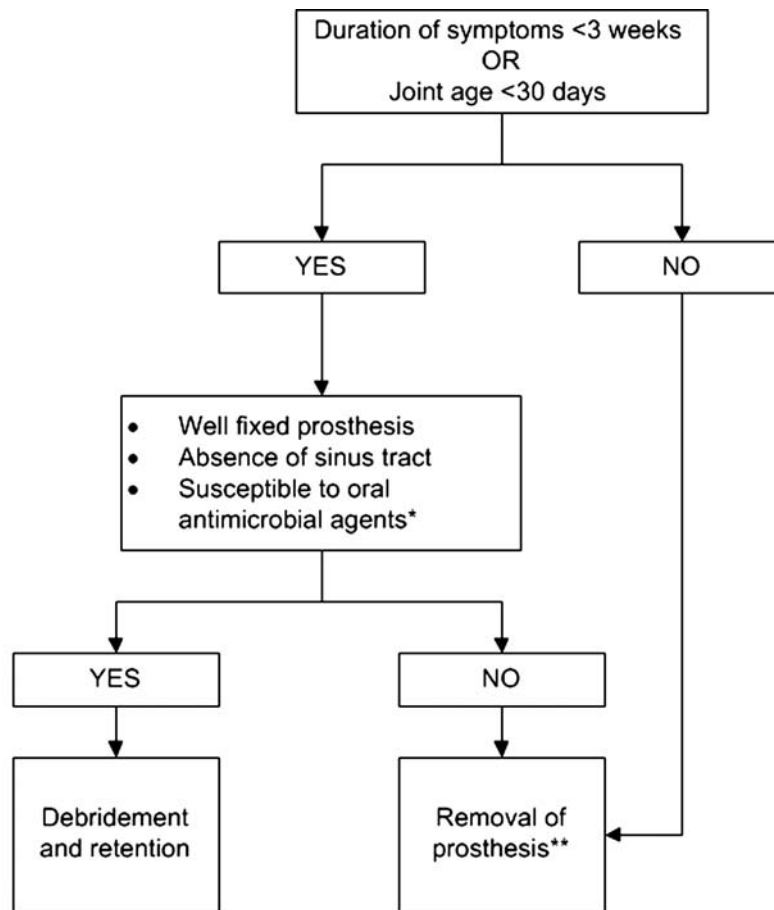 Duration of symptoms <3 weeks
OR
Joint age <30 days
YES
NO
• Well fixed prosthesis
• Absence of sinus tract
• Susceptible to oral
antimicrobial agents*
YES
NO
Debridement
and retention
Removal of
prosthesis**